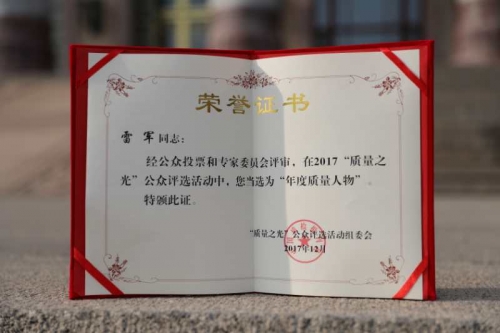 荣誉证书
雷军同志:
经公众投票和专家委员会评审,在2017“质量之
光”公众评选活动中,您当选为“年度质量人物”。
特颁此证。
“质量之光”公众评选活动组委会
2017年12月